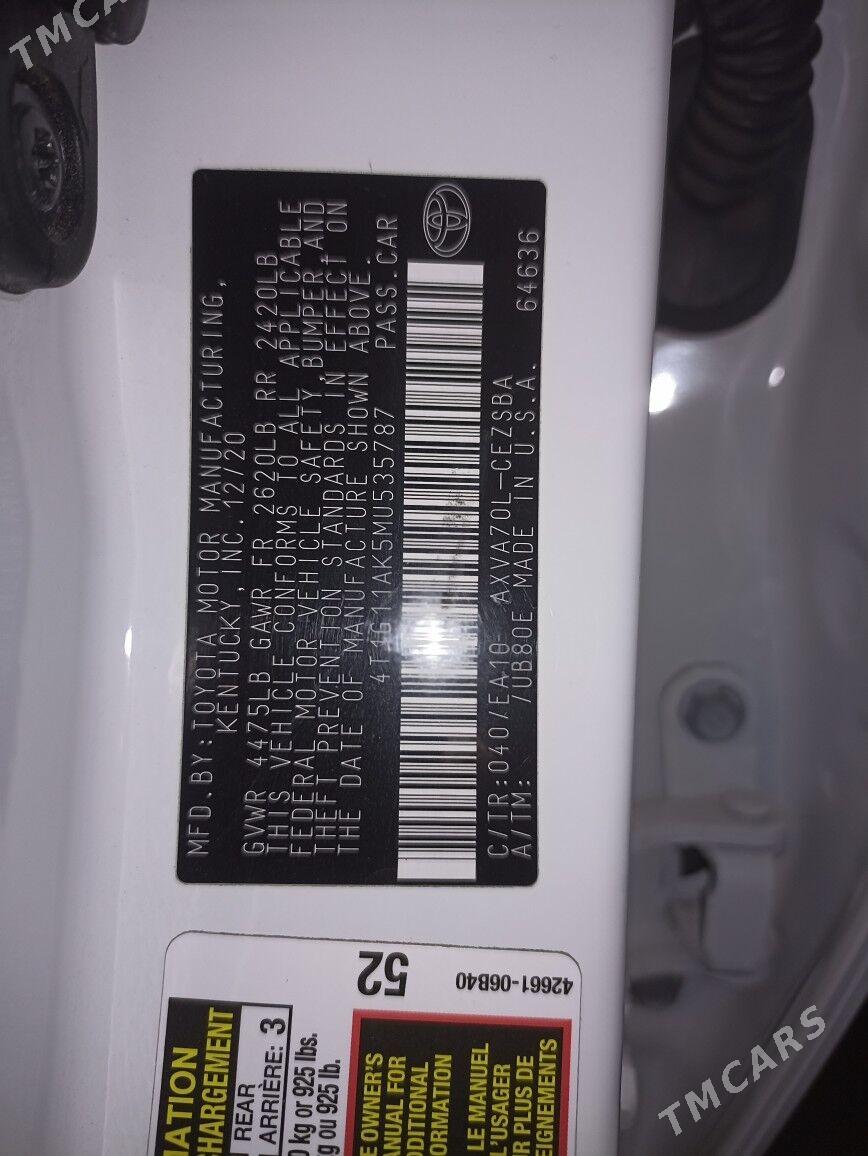 TMCARS
MFD.BY:TOYOTA MOTOR MANUFACTURING,
KENTUCKY, INC. 12/20
GVWR 4475LB GAWR FR 2620LB RR 2420LB
THIS VEHICLE CONFORMS TO ALL APPLICABLE
FEDERAL MOTOR VEHICLE SAFETY, BUMPER, AND
THEFT PREVENTION STANDARDS IN EFFECT ON
THE DATE OF MANUFACTURE SHOWN ABOVE.
4T1G11AK5MU535787 PASS.CAR
C/TR:040/EA10 AXVA70L-CEZSBA 64636
A/TM: /UB80E MADE IN U.S.A.
52
42661-06B40
MATION
CHARGEMENT
REAR
ARRIÈRE: 3
kg or 925 lbs.
ou 925 lb.
OWNER'S
FOR
LE MANUEL
L'USAGER
PLUS DE
TMCARS